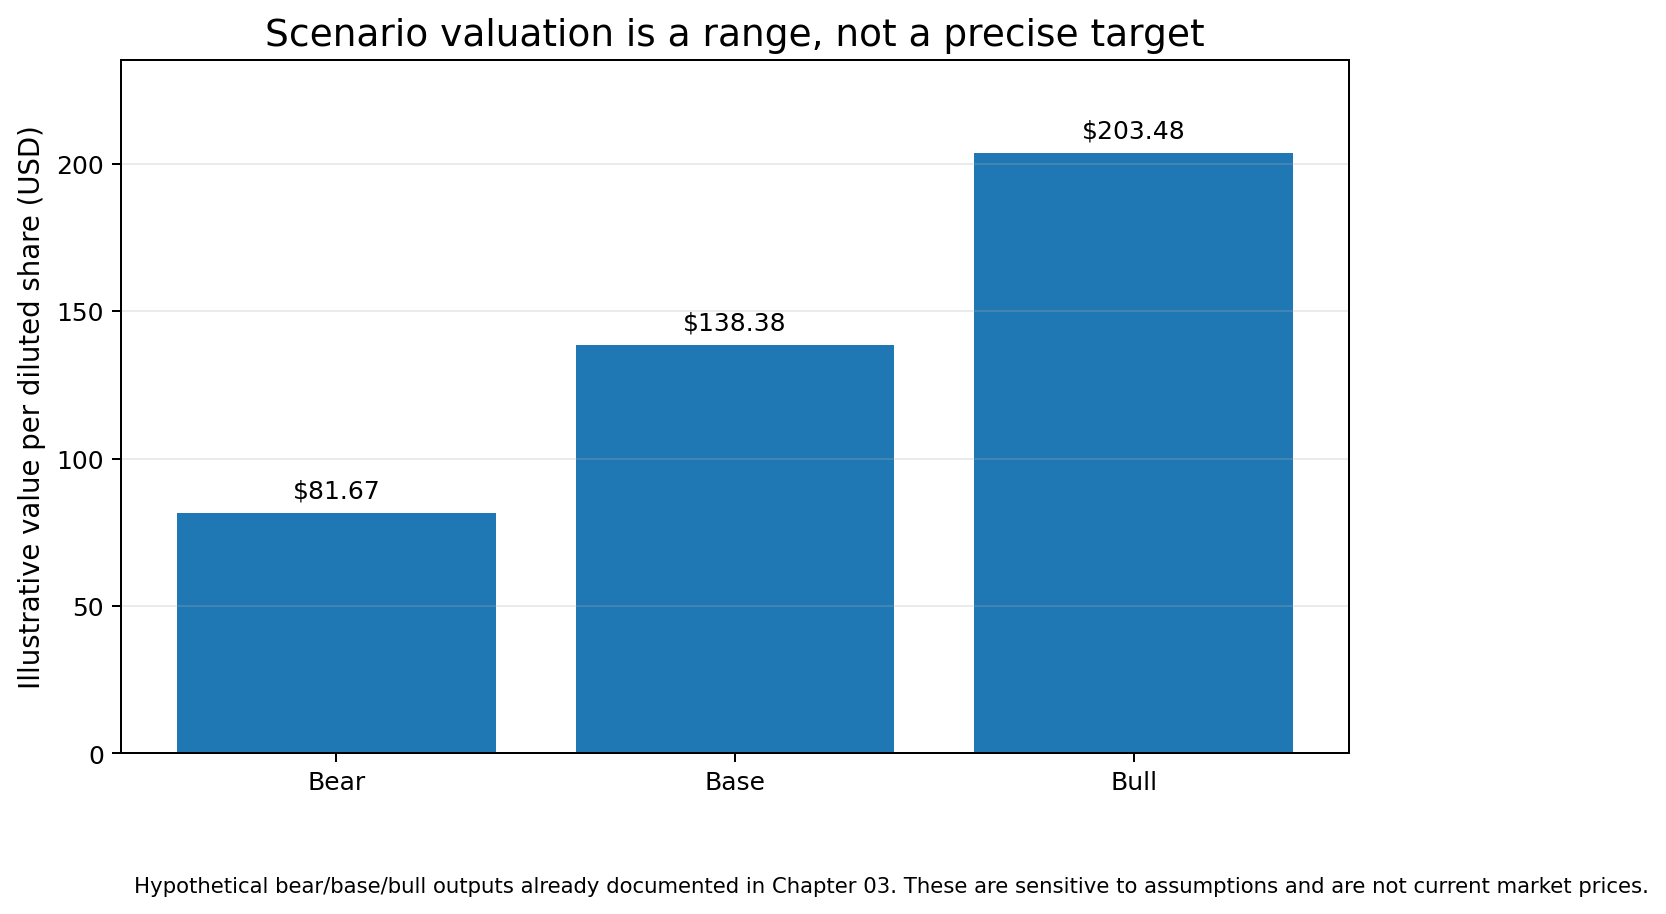 Scenario valuation is a range, not a precise target
Illustrative value per diluted share (USD)
200
150
100
50
0
$81.67
$138.38
$203.48
Bear
Base
Bull
Hypothetical bear/base/bull outputs already documented in Chapter 03. These are sensitive to assumptions and are not current market prices.